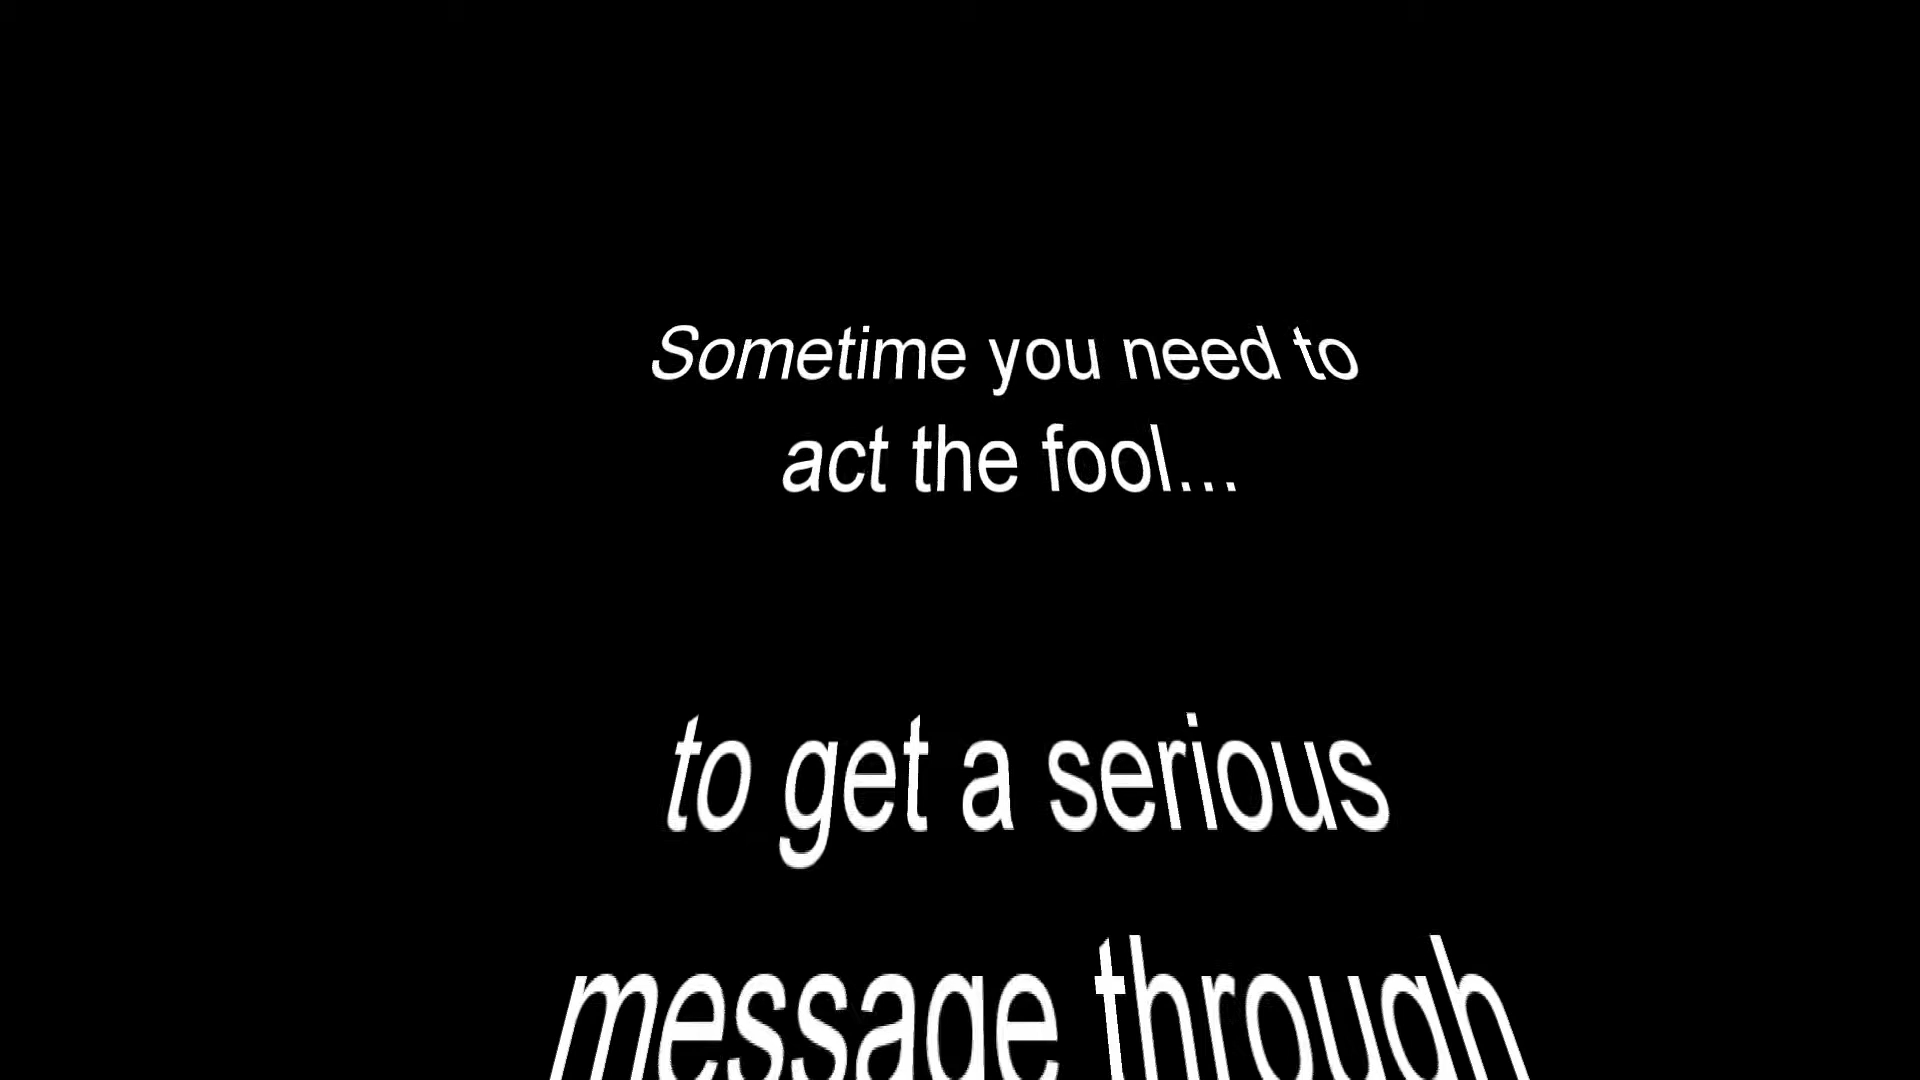 Sometime you need to
act the fool...
to get a serious
message through